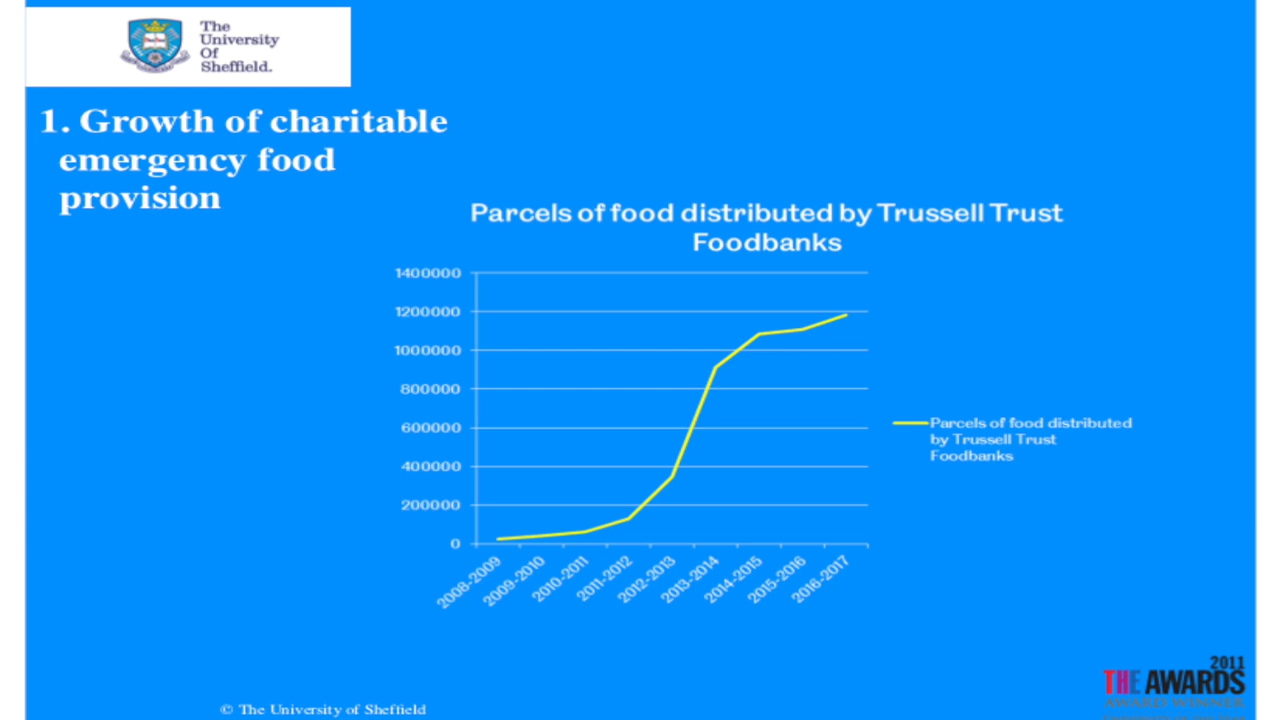 The
University
Of
Sheffield.
1. Growth of charitable
emergency food
provision
Parcels of food distributed by Trussell Trust
Foodbanks
1400000
1200000
1000000
800000
600000
400000
200000
0
2008-2009
2009-2010
2010-2011
2011-2012
2012-2013
2013-2014
2014-2015
2015-2016
2016-2017
Parcels of food distributed
by Trussell Trust
Foodbanks
© The University of Sheffield
2011
THE AWARDS
AWARD WINNER